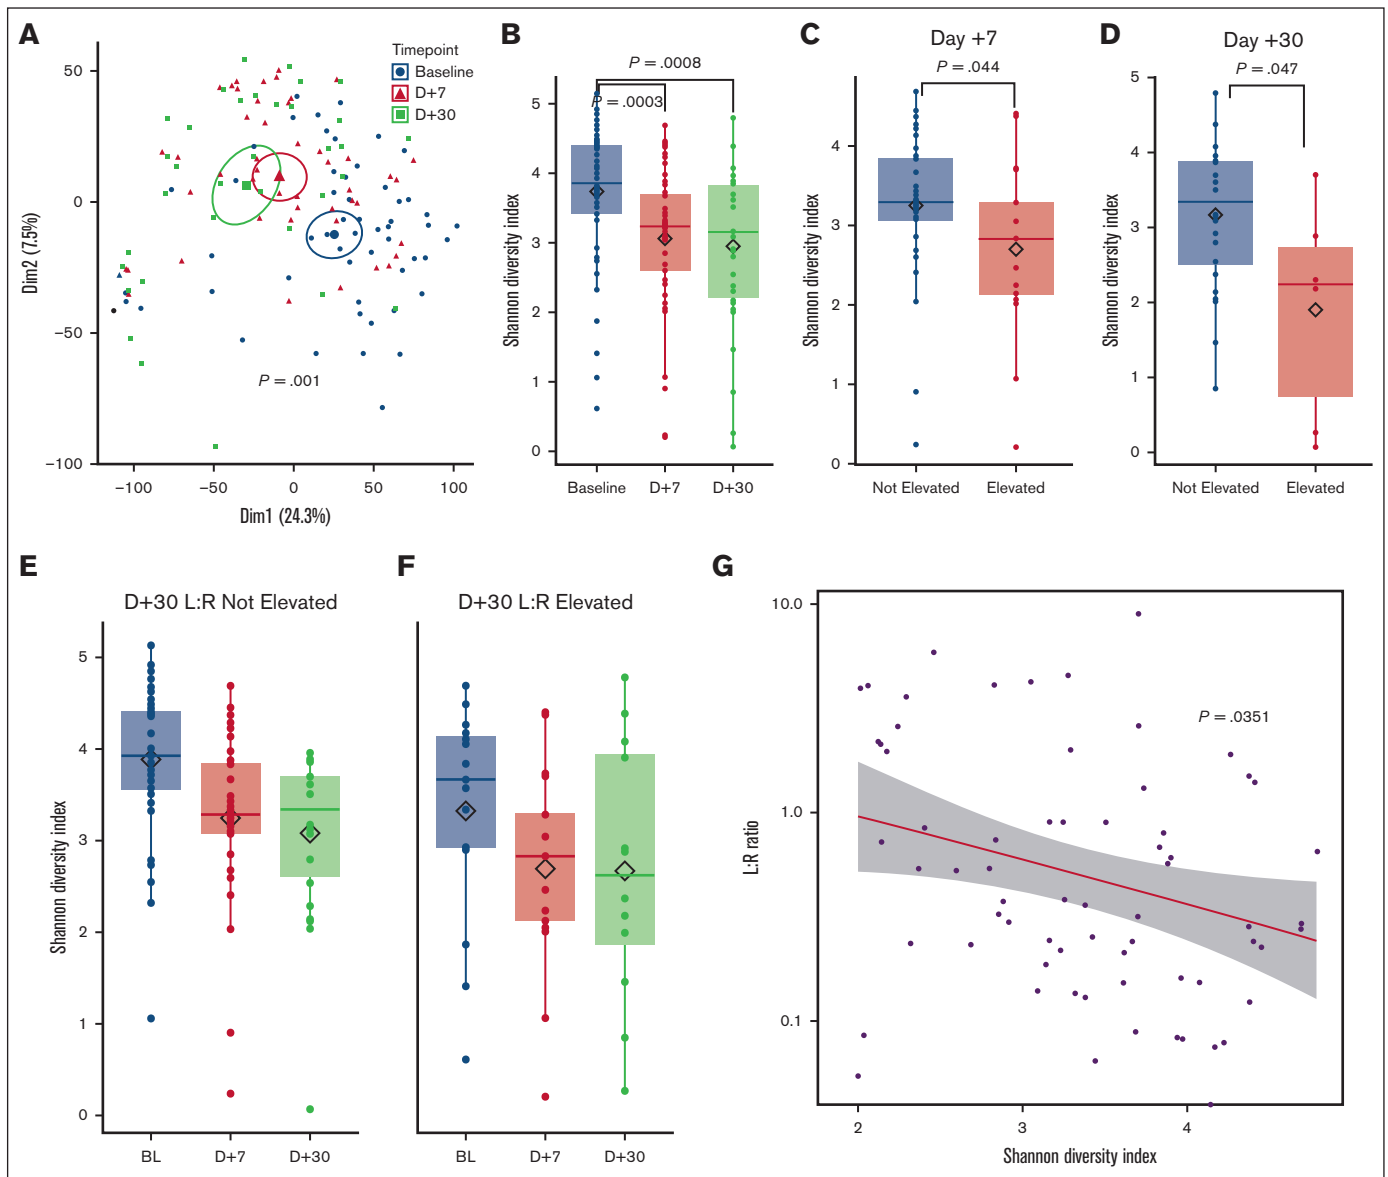 A
Timepoint
Baseline
D+7
D+30
50
0
−50
−100
−100
−50
0
50
100
Dim1 (24.3%)
Dim2 (7.5%)
P = .001
B
P = .0008
P = .0003
5
4
3
2
1
0
Shannon diversity index
Baseline
D+7
D+30
C
Day +7
P = .044
4
3
2
1
0
Shannon diversity index
Not Elevated
Elevated
D
Day +30
P = .047
5
4
3
2
1
0
Shannon diversity index
Not Elevated
Elevated
E
D+30 L:R Not Elevated
5
4
3
2
1
0
Shannon diversity index
BL
D+7
D+30
F
D+30 L:R Elevated
BL
D+7
D+30
G
10.0
1.0
0.1
L:R ratio
P = .0351
2
3
4
Shannon diversity index